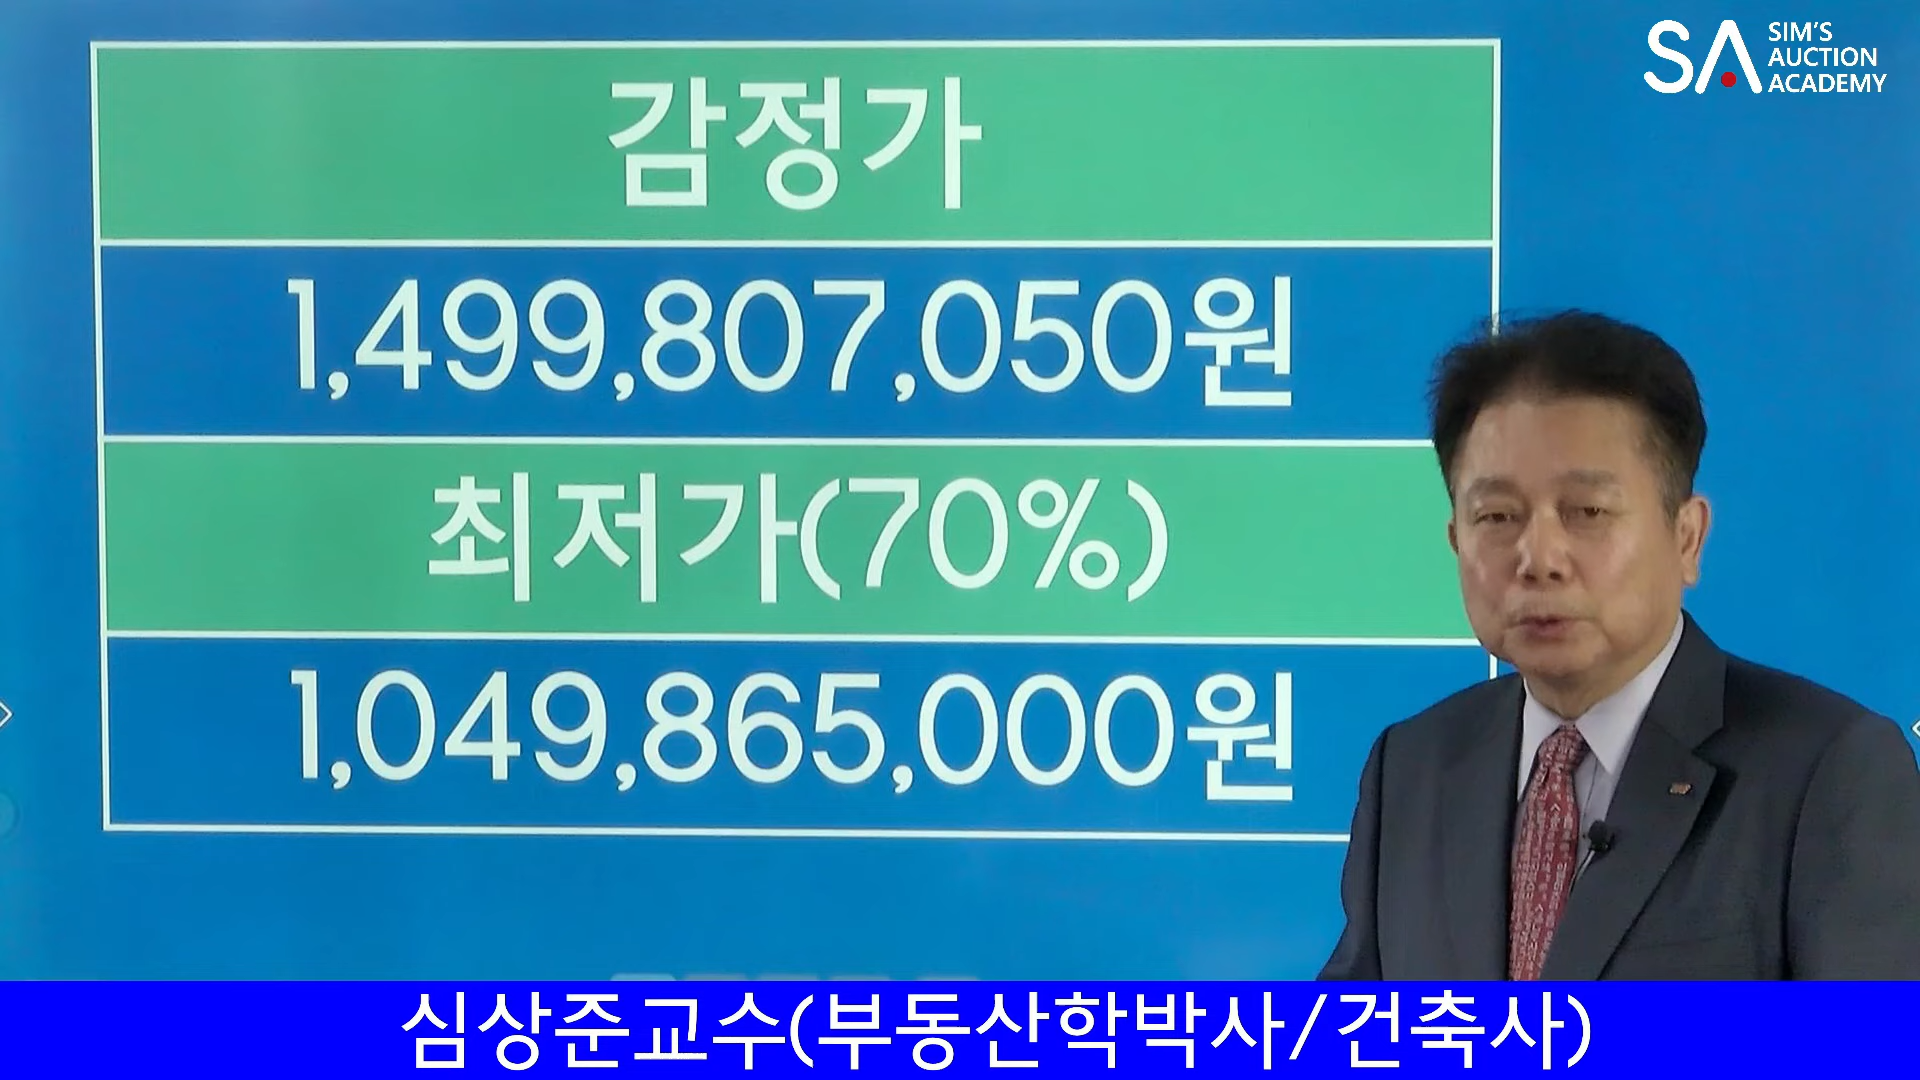 SA
SIM'S
AUCTION
ACADEMY
감정가
1,499,807,050원
최저가(70%)
1,049,865,000원
심상준교수(부동산학박사/건축사)